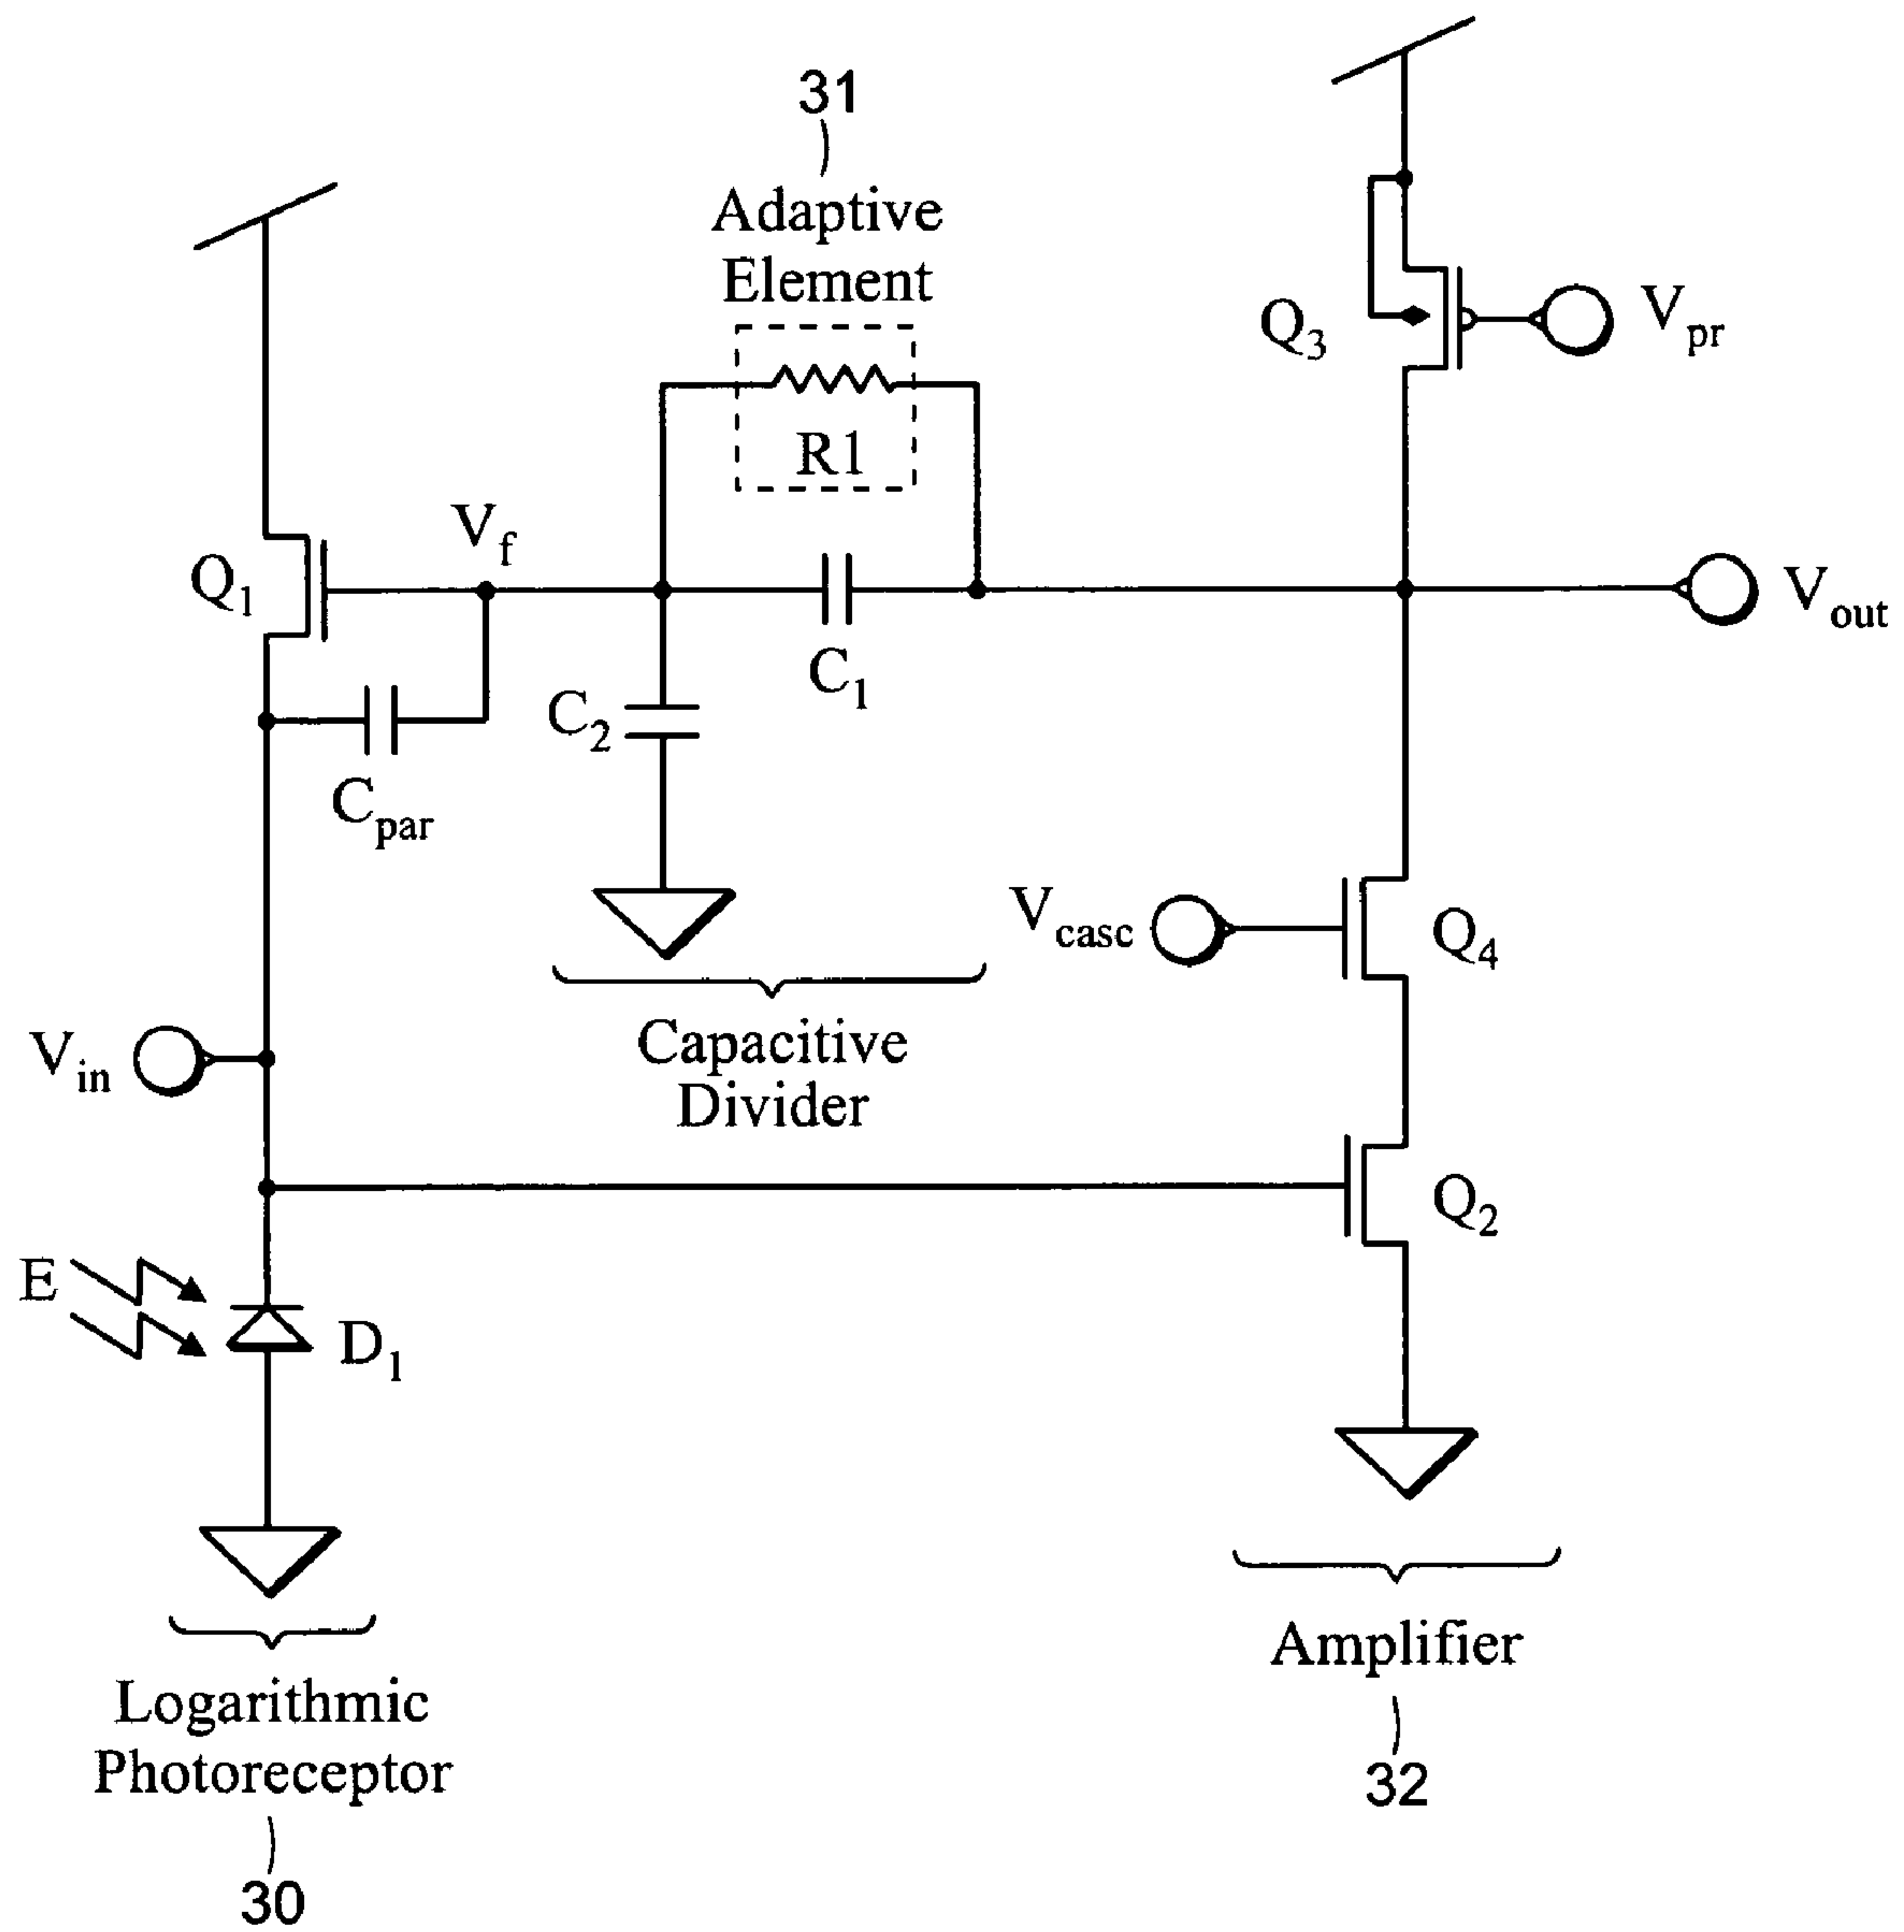 31
Adaptive
Element
R1
Q3
Vpr
Vf
Q1
C1
Vout
C2
Cpar
Vcasc
Q4
Vin
Capacitive
Divider
Q2
E
D1
Amplifier
32
Logarithmic
Photoreceptor
30